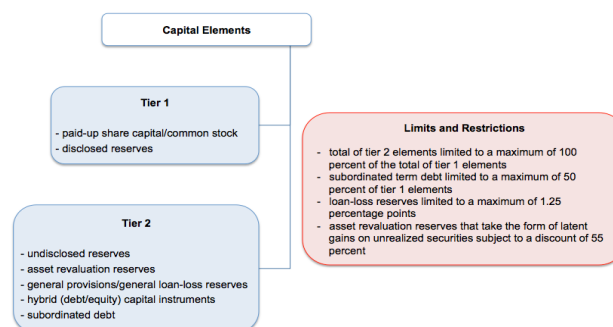 Capital Elements
Tier 1
- paid-up share capital/common stock
- disclosed reserves
Limits and Restrictions
- total of tier 2 elements limited to a maximum of 100
percent of the total of tier 1 elements
- subordinated term debt limited to a maximum of 50
percent of tier 1 elements
- loan-loss reserves limited to a maximum of 1.25
percentage points
- asset revaluation reserves that take the form of latent
gains on unrealized securities subject to a discount of 55
percent
Tier 2
- undisclosed reserves
- asset revaluation reserves
- general provisions/general loan-loss reserves
- hybrid (debt/equity) capital instruments
- subordinated debt